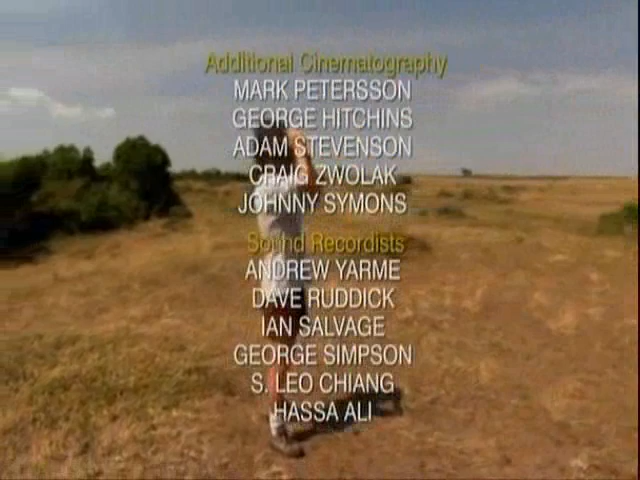 Additional Cinematography
MARK PETERSSON
GEORGE HITCHINS
ADAM STEVENSON
CRAIG ZWOLAK
JOHNNY SYMONS
Sound Recordists
ANDREW YARME
DAVE RUDDICK
IAN SALVAGE
GEORGE SIMPSON
S. LEO CHIANG
HASSA ALI